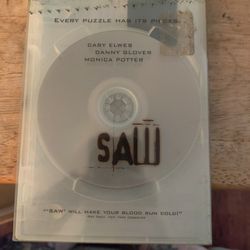 EVERY PUZZLE HAS ITS PIECES.
CARY ELWES
DANNY GLOVER
MONICA POTTER
SAW
"'SAW' WILL MAKE YOUR BLOOD RUN COLD!"